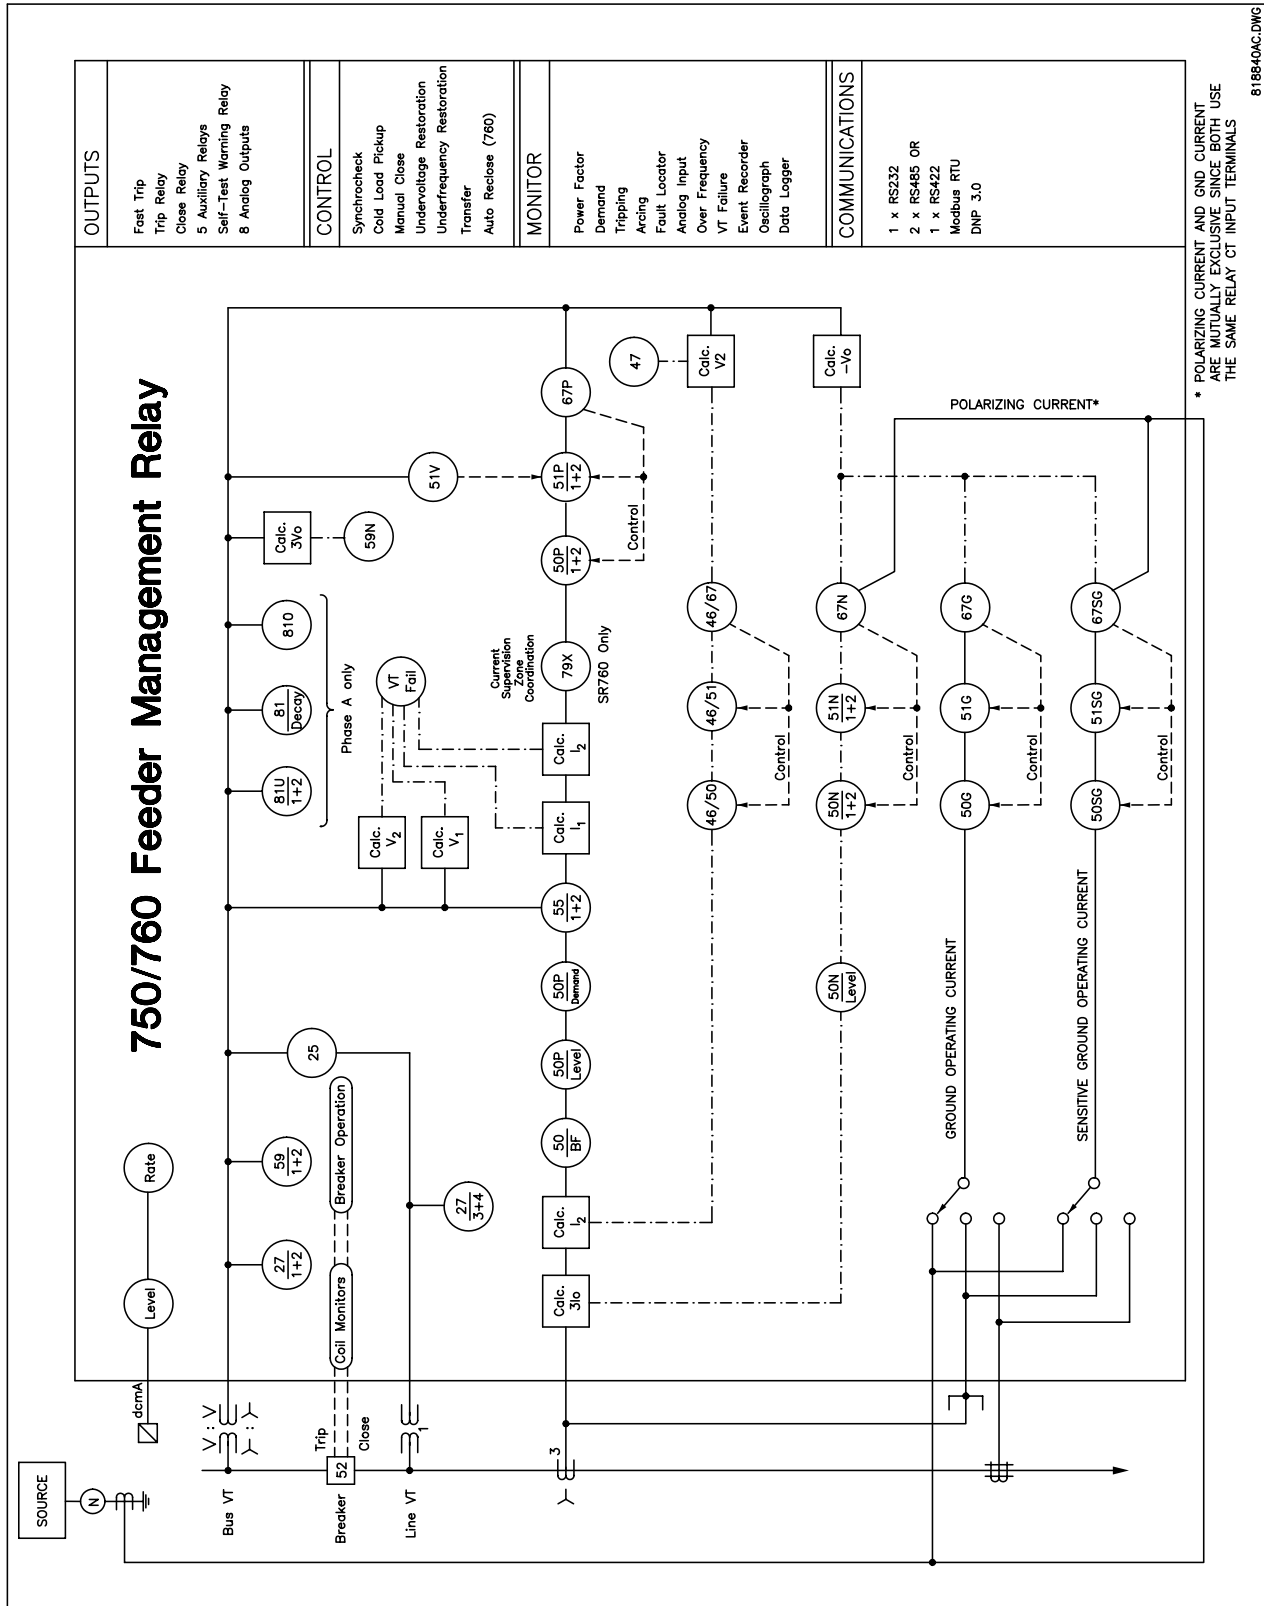 750/760 Feeder Management Relay
SOURCE
N
dcmA
Level
Rate
V : V
Bus VT
27
1+2
59
1+2
25
81U
1+2
81
Decay
810
Phase A only
Calc.
3Vo
59N
Trip
Close
Breaker
52
Coil Monitors
Breaker Operation
Line VT
1
27
3+4
Calc.
V2
Calc.
V1
VT
Fail
51V
3
Calc.
3Io
Calc.
I2
50
BF
50P
Level
50P
Demand
55
1+2
Calc.
I1
Calc.
I2
Current
Supervision
Zone
Coordination
79X
SR760 Only
50P
1+2
51P
1+2
67P
Control
46/50
46/51
46/67
Control
47
Calc.
V2
50N
Level
50N
1+2
51N
1+2
67N
Control
Calc.
-Vo
POLARIZING CURRENT*
GROUND OPERATING CURRENT
50G
51G
67G
Control
SENSITIVE GROUND OPERATING CURRENT
50SG
51SG
67SG
Control
OUTPUTS
Fast Trip
Trip Relay
Close Relay
5 Auxiliary Relays
Self-Test Warning Relay
8 Analog Outputs
CONTROL
Synchrocheck
Cold Load Pickup
Manual Close
Undervoltage Restoration
Underfrequency Restoration
Transfer
Auto Reclose (760)
MONITOR
Power Factor
Demand
Tripping
Arcing
Fault Locator
Analog Input
Over Frequency
VT Failure
Event Recorder
Oscillograph
Data Logger
COMMUNICATIONS
1 x RS232
2 x RS485 OR
1 x RS422
Modbus RTU
DNP 3.0
* POLARIZING CURRENT AND GND CURRENT
ARE MUTUALLY EXCLUSIVE SINCE BOTH USE
THE SAME RELAY CT INPUT TERMINALS
818840AC.DWG